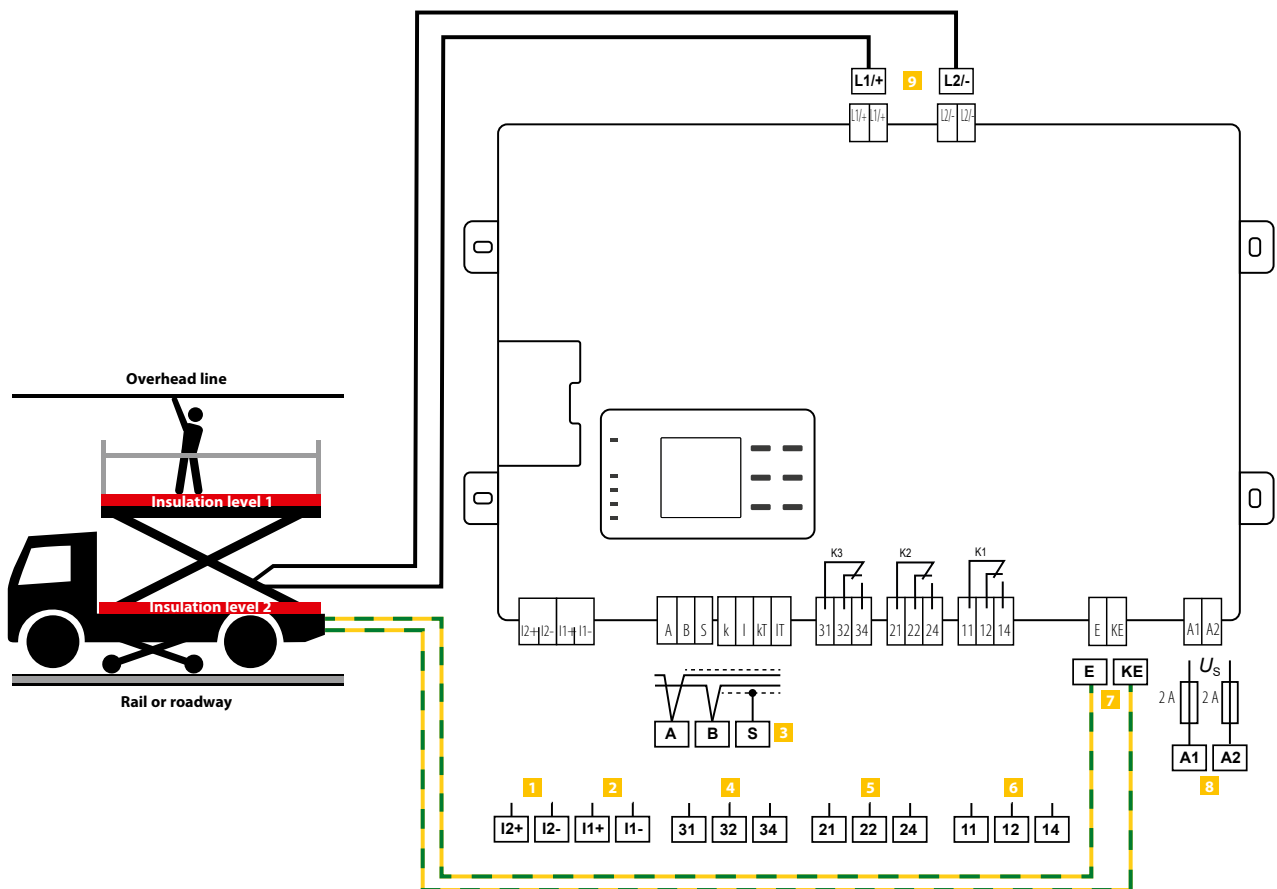 L1/+ 9 L2/-
L1/+ L1/+ L2/- L2/-
Overhead line
Insulation level 1
Insulation level 2
Rail or roadway
K3 K2 K1
I2+ I2- I1+ I1- A B S k l kT lT 31 32 34 21 22 24 11 12 14 E KE A1 A2
E KE
7
US
2 A 2 A
A B S 3
A1 A2
8
1 2 4 5 6
I2+ I2- I1+ I1- 31 32 34 21 22 24 11 12 14